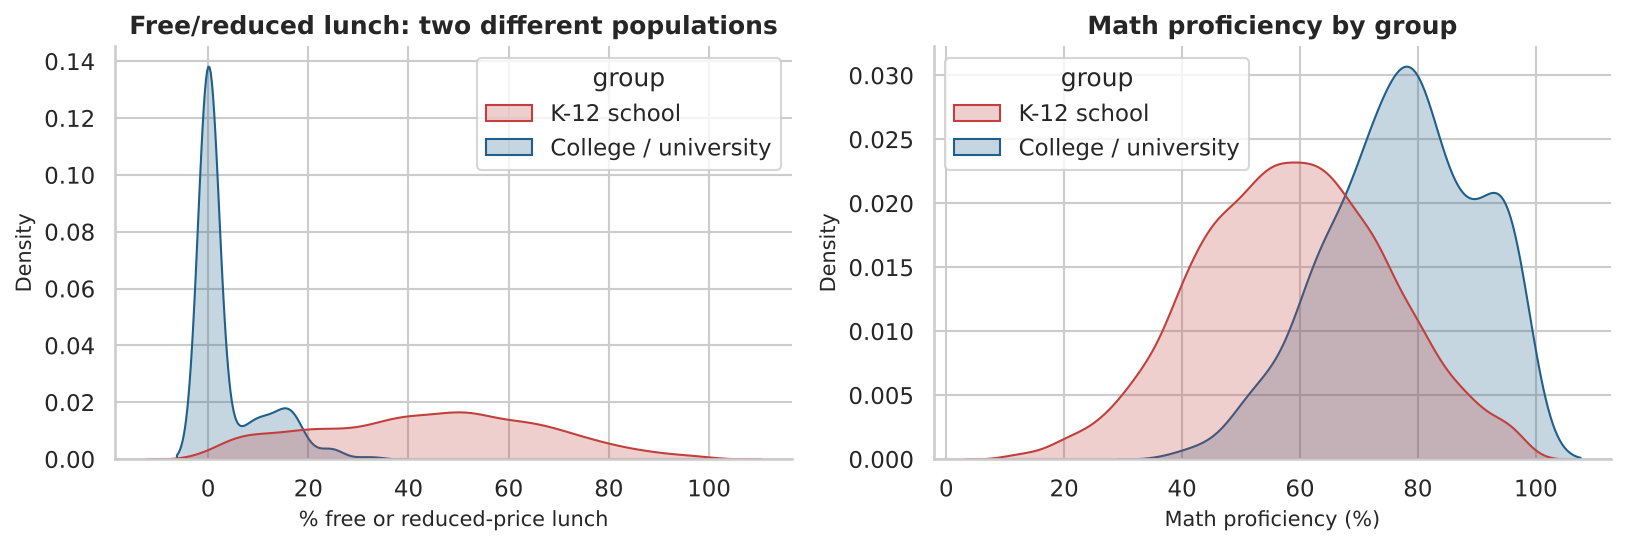 Free/reduced lunch: two different populations
0.14
0.12
0.10
0.08
0.06
0.04
0.02
0.00
Density
group
K-12 school
College / university
0 20 40 60 80 100
% free or reduced-price lunch
Math proficiency by group
0.030
0.025
0.020
0.015
0.010
0.005
0.000
Density
group
K-12 school
College / university
0 20 40 60 80 100
Math proficiency (%)